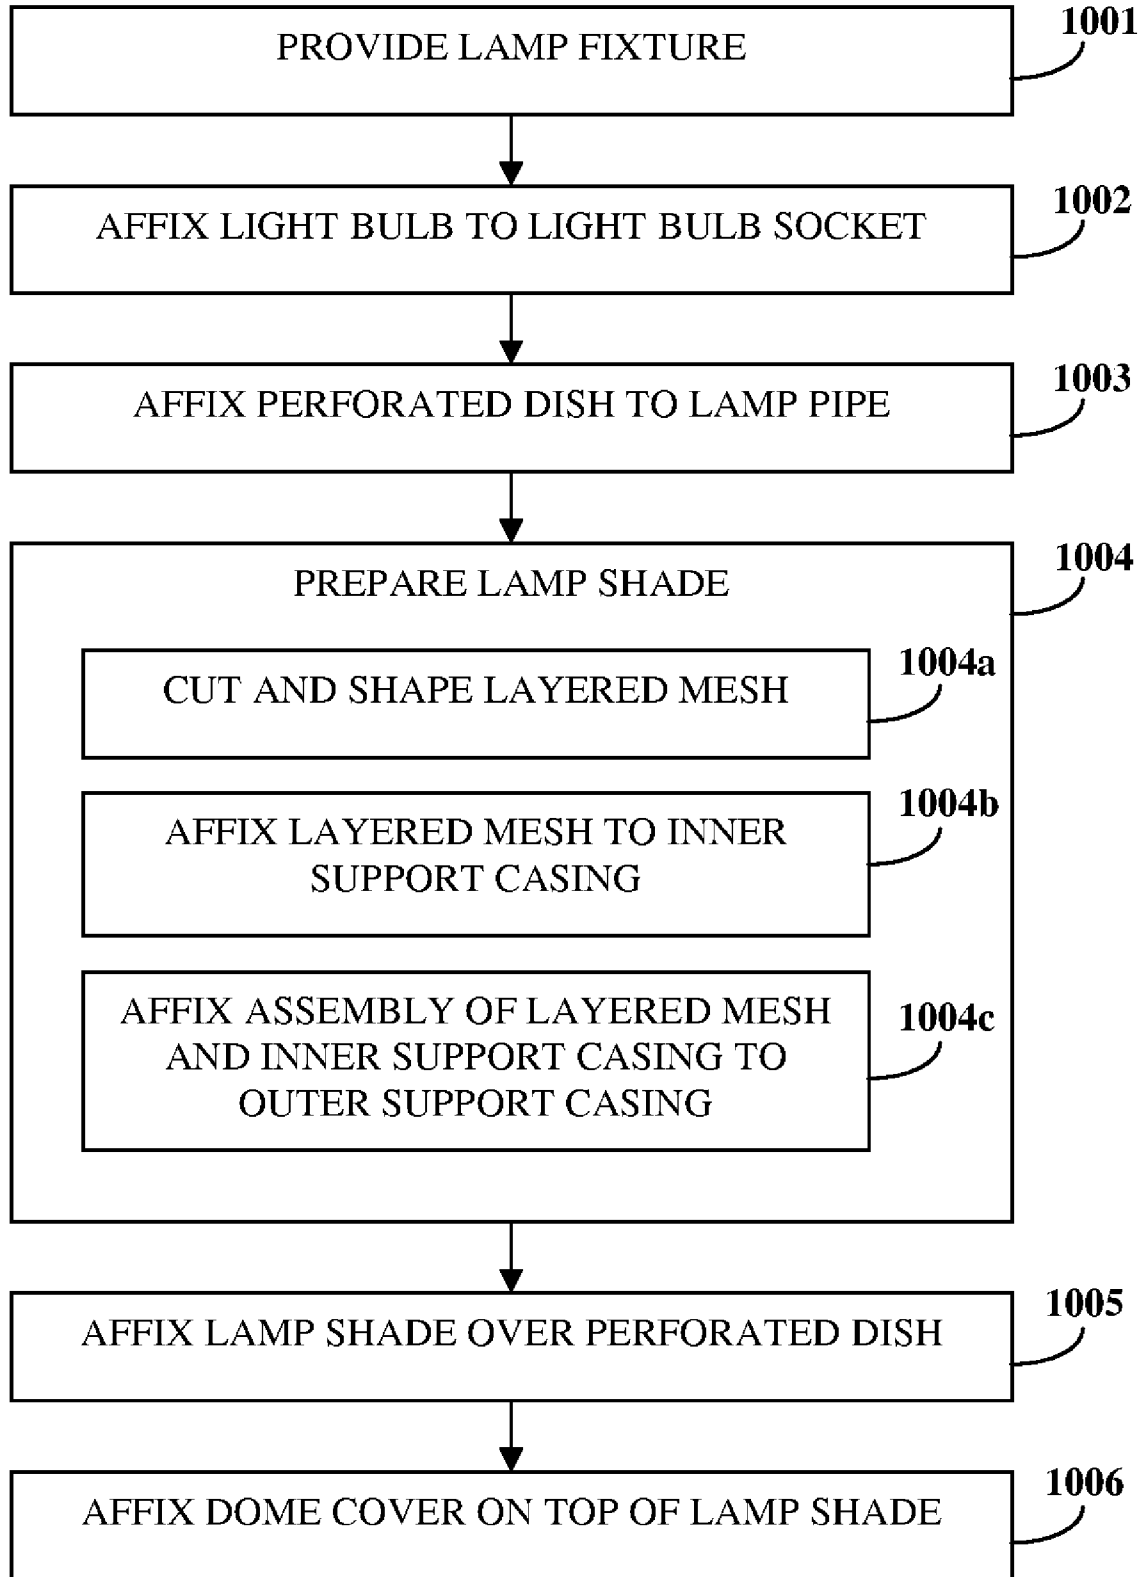 PROVIDE LAMP FIXTURE
1001
AFFIX LIGHT BULB TO LIGHT BULB SOCKET
1002
AFFIX PERFORATED DISH TO LAMP PIPE
1003
PREPARE LAMP SHADE
1004
CUT AND SHAPE LAYERED MESH
1004a
AFFIX LAYERED MESH TO INNER
SUPPORT CASING
1004b
AFFIX ASSEMBLY OF LAYERED MESH
AND INNER SUPPORT CASING TO
OUTER SUPPORT CASING
1004c
AFFIX LAMP SHADE OVER PERFORATED DISH
1005
AFFIX DOME COVER ON TOP OF LAMP SHADE
1006